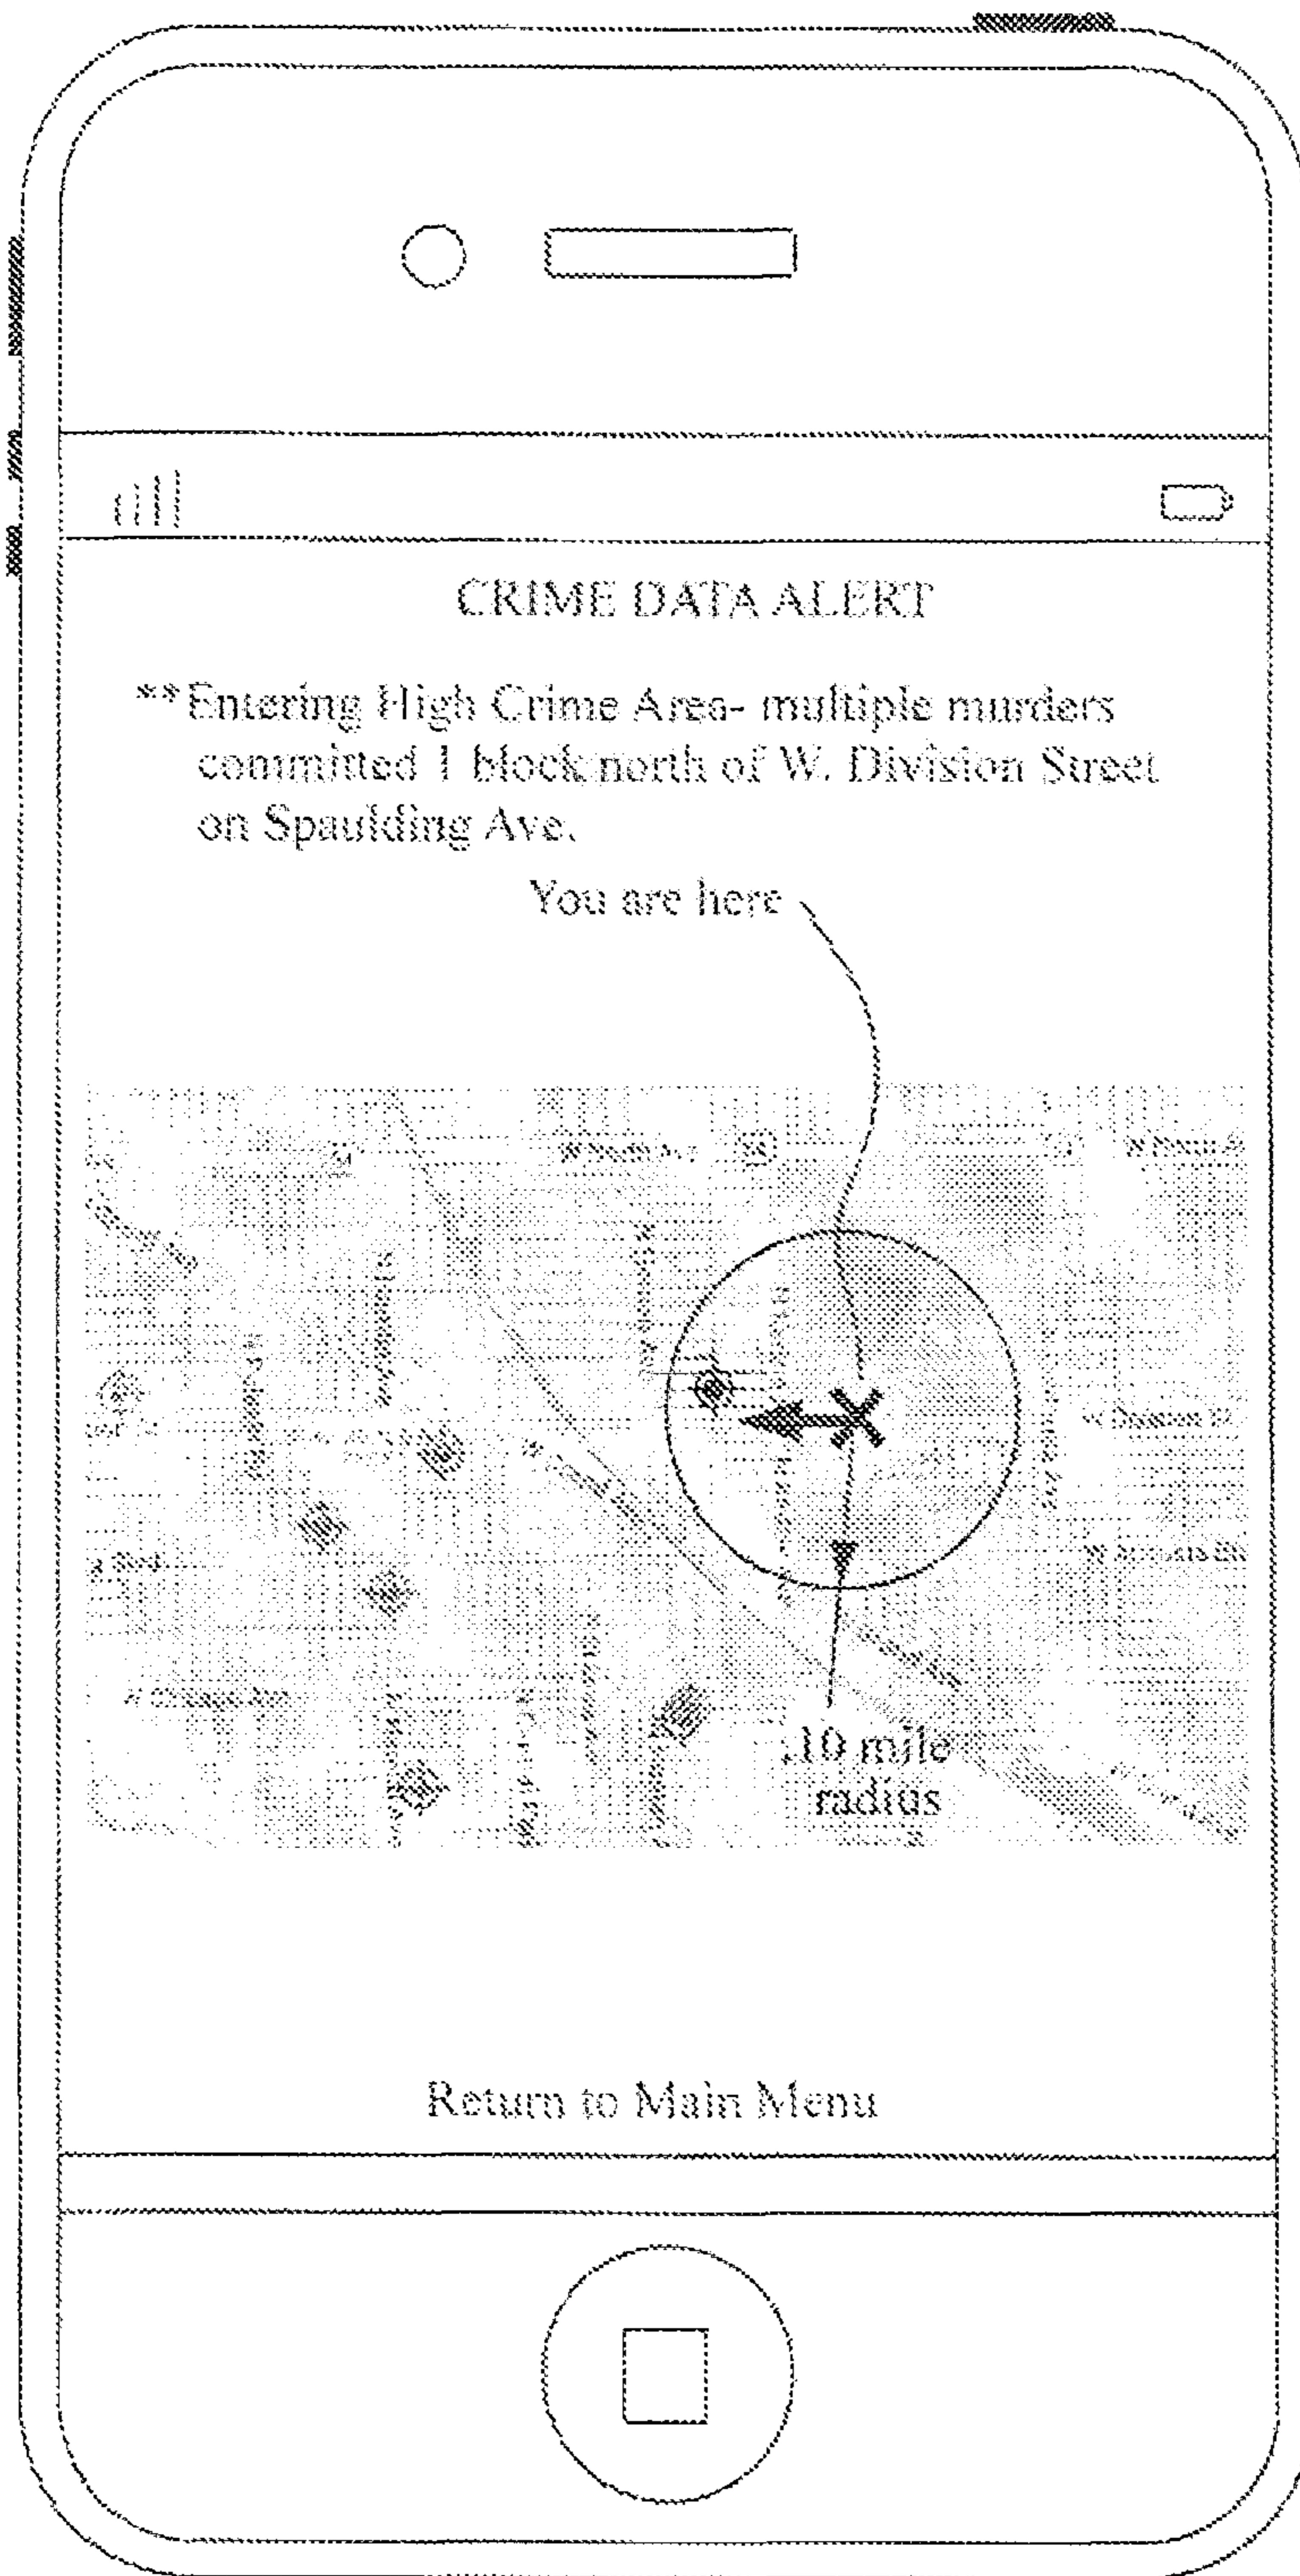 CRIME DATA ALERT
**Entering High Crime Area- multiple murders
committed 1 block north of W. Division Street
on Spaulding Ave.
You are here
.10 mile
radius
Return to Main Menu